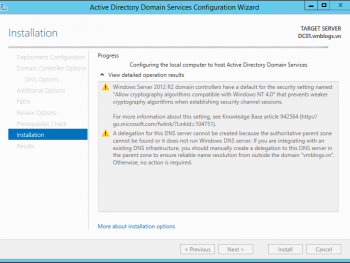 Active Directory Domain Services Configuration Wizard
Installation
TARGET SERVER
DC01.vmblogs.vn
Deployment Configuration
Domain Controller Options
DNS Options
Additional Options
Paths
Review Options
Prerequisites Check
Installation
Results
Progress
Configuring the local computer to host Active Directory Domain Services
View detailed operation results
Windows Server 2012 R2 domain controllers have a default for the security setting named
"Allow cryptography algorithms compatible with Windows NT 4.0" that prevents weaker
cryptography algorithms when establishing security channel sessions.
For more information about this setting, see Knowledge Base article 942564 (http://
go.microsoft.com/fwlink/?LinkId=104751).
A delegation for this DNS server cannot be created because the authoritative parent zone
cannot be found or it does not run Windows DNS server. If you are integrating with an
existing DNS infrastructure, you should manually create a delegation to this DNS server in
the parent zone to ensure reliable name resolution from outside the domain "vmblogs.vn".
Otherwise, no action is required.
More about installation options
< Previous
Next >
Install
Cancel